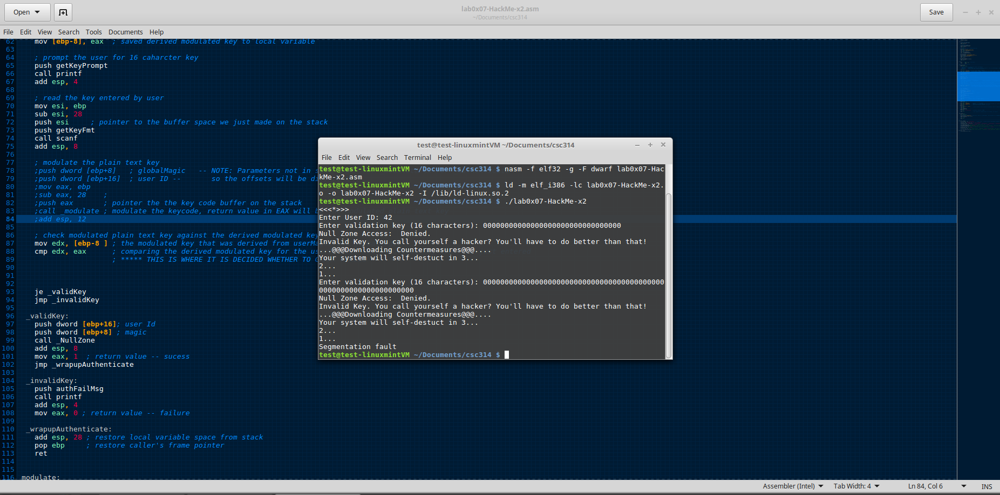 Open
lab0x07-HackMe-x2.asm
~/Documents/csc314
Save
File Edit View Search Tools Documents Help
62 mov [ebp-8], eax ; saved derived modulated key to local variable
63
64 ; prompt the user for 16 caharcter key
65 push getKeyPrompt
66 call printf
67 add esp, 4
68
69 ; read the key entered by user
70 mov esi, ebp
71 sub esi, 28
72 push esi ; pointer to the buffer space we just made on the stack
73 push getKeyFmt
74 call scanf
75 add esp, 8
76
77 ; modulate the plain text key
78 ;push dword [ebp+8] ; globalMagic -- NOTE: Parameters not in s
79 ;push dword [ebp+16] ; user ID -- so the offsets will be di
80 ;mov eax, ebp
81 ;sub eax, 28 ;
82 ;push eax ; pointer the the key code buffer on the stack
83 ;call _modulate ; modulate the keycode, return value in EAX will b
84 ;add esp, 12
85
86 ; check modulated plain text key against the derived modulated key
87 mov edx, [ebp-8 ] ; the modulated key that was derived from userMa
88 cmp edx, eax ; comparing the derived modulated key for the us
89 ; ***** THIS IS WHERE IT IS DECIDED WHETHER TO
90
91
92
93 je _validKey
94 jmp _invalidKey
95
96 _validKey:
97 push dword [ebp+16]; user Id
98 push dword [ebp+8] ; magic
99 call _NullZone
100 add esp, 8
101 mov eax, 1 ; return value -- sucess
102 jmp _wrapupAuthenticate
103
104 _invalidKey:
105 push authFailMsg
106 call printf
107 add esp, 4
108 mov eax, 0 ; return value -- failure
109
110 _wrapupAuthenticate:
111 add esp, 28 ; restore local variable space from stack
112 pop ebp ; restore caller's frame pointer
113 ret
114
115
116 modulate:
test@test-linuxmintVM ~/Documents/csc314
File Edit View Search Terminal Help
test@test-linuxmintVM ~/Documents/csc314 $ nasm -f elf32 -g -F dwarf lab0x07-Hac
kMe-x2.asm
test@test-linuxmintVM ~/Documents/csc314 $ ld -m elf_i386 -lc lab0x07-HackMe-x2.
o -o lab0x07-HackMe-x2 -I /lib/ld-linux.so.2
test@test-linuxmintVM ~/Documents/csc314 $ ./lab0x07-HackMe-x2
<<<*>>>
Enter User ID: 42
Enter validation key (16 characters): 00000000000000000000000000000000
Null Zone Access: Denied.
Invalid Key. You call yourself a hacker? You'll have to do better than that!
...@@@Downloading Countermeasures@@@....
Your system will self-destuct in 3...
2...
1...
Enter validation key (16 characters): 000000000000000000000000000000000000000000
0000000000000000000000
Null Zone Access: Denied.
Invalid Key. You call yourself a hacker? You'll have to do better than that!
...@@@Downloading Countermeasures@@@....
Your system will self-destuct in 3...
2...
1...
Segmentation fault
test@test-linuxmintVM ~/Documents/csc314 $
Assembler (Intel) Tab Width: 4 Ln 84, Col 6 INS